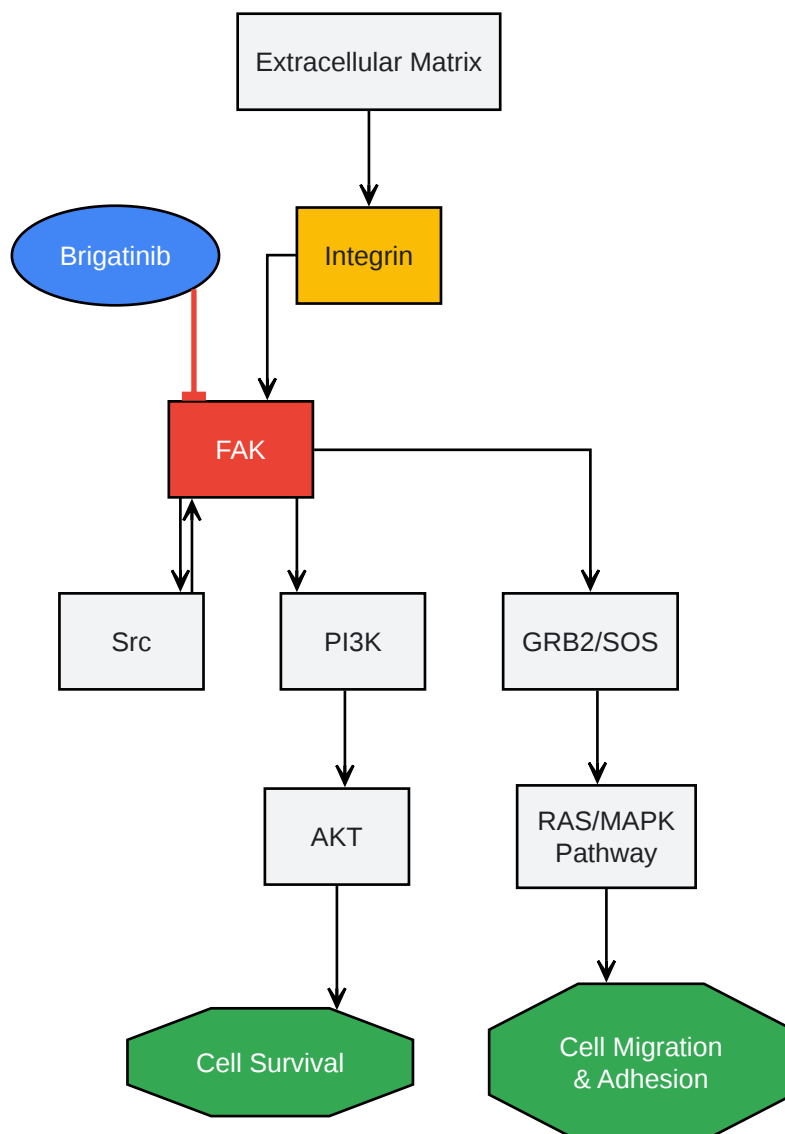 Extracellular Matrix
Brigatinib
Integrin
FAK
Src
PI3K
GRB2/SOS
AKT
RAS/MAPK
Pathway
Cell Survival
Cell Migration
& Adhesion